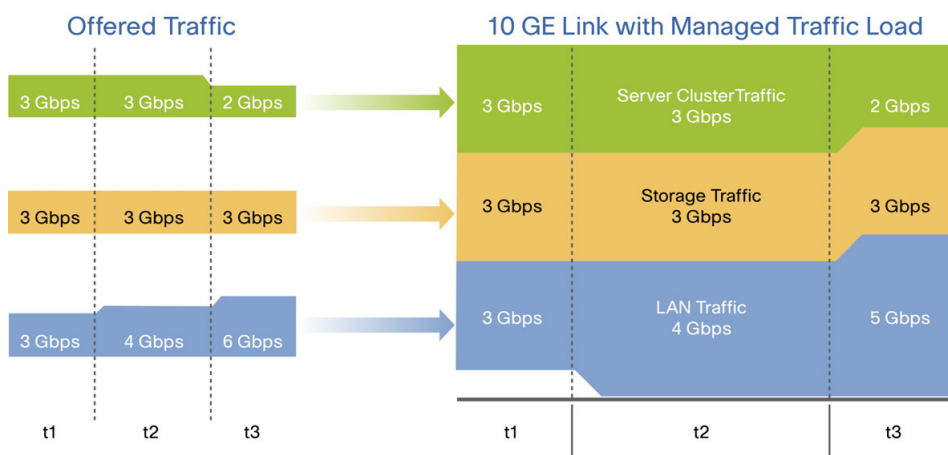 Offered Traffic
10 GE Link with Managed Traffic Load
3 Gbps
3 Gbps
2 Gbps
3 Gbps
Server ClusterTraffic
3 Gbps
2 Gbps
3 Gbps
3 Gbps
3 Gbps
3 Gbps
Storage Traffic
3 Gbps
3 Gbps
3 Gbps
4 Gbps
6 Gbps
3 Gbps
LAN Traffic
4 Gbps
5 Gbps
t1
t2
t3
t1
t2
t3